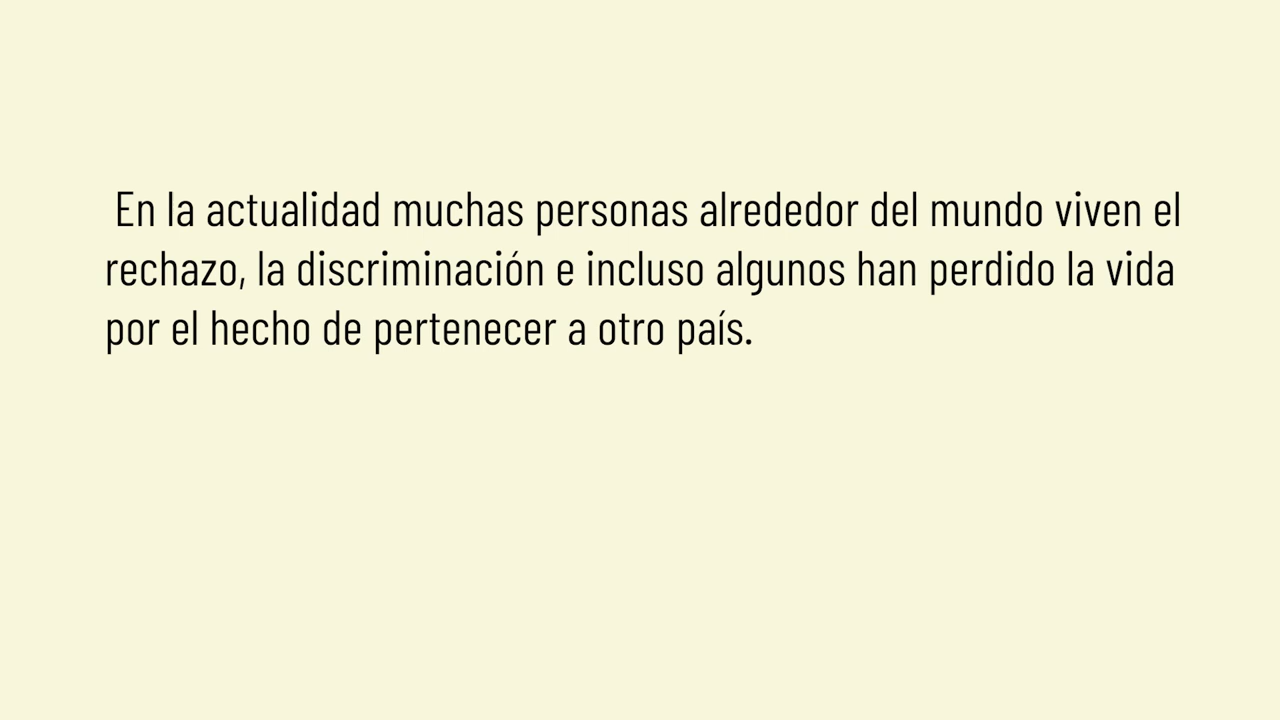 En la actualidad muchas personas alrededor del mundo viven el
rechazo, la discriminación e incluso algunos han perdido la vida
por el hecho de pertenecer a otro país.